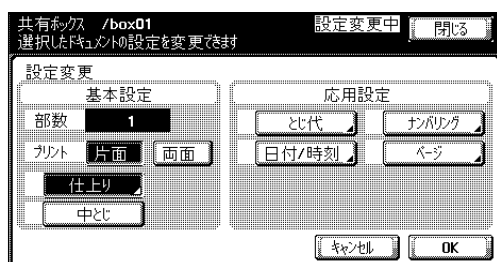 共有ボックス /box01 設定変更中 閉じる
選択したドキュメントの設定を変更できます
設定変更
基本設定 応用設定
部数 1 とじ代 ナンバリング
プリント 片面 両面 日付/時刻 ページ
仕上り
中とじ
キャンセル OK